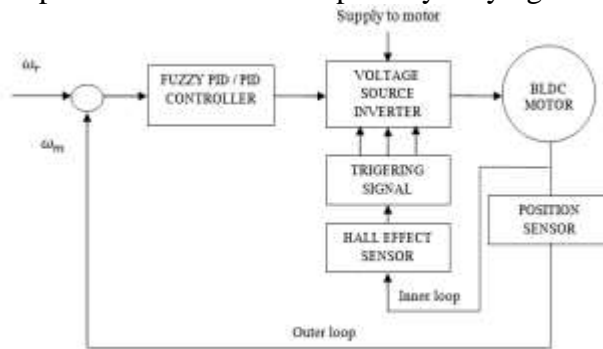 Supply to motor
ωr
FUZZY PID / PID
CONTROLLER
VOLTAGE
SOURCE
INVERTER
BLDC
MOTOR
ωm
TRIGERING
SIGNAL
POSITION
SENSOR
HALL EFFECT
SENSOR
Inner loop
Outer loop